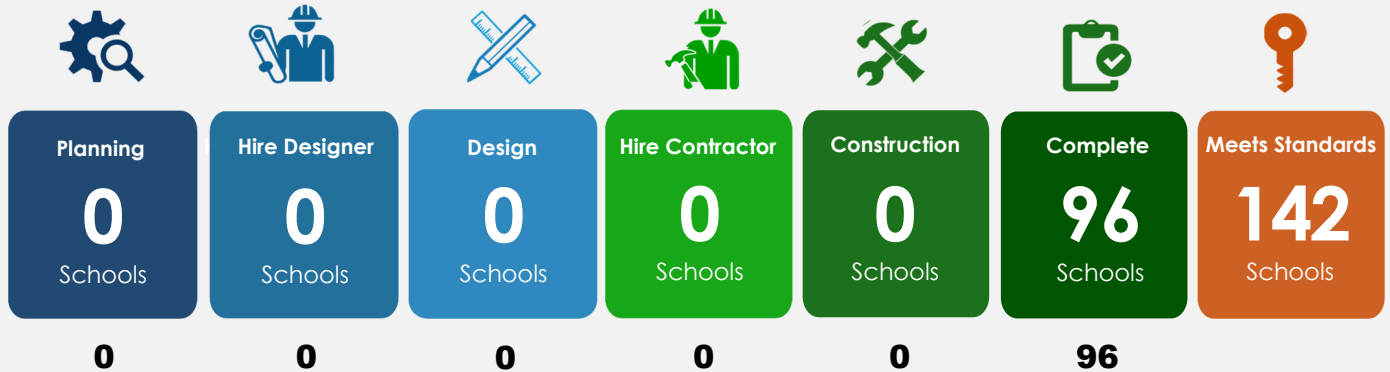 Planning
0
Schools
Hire Designer
0
Schools
Design
0
Schools
Hire Contractor
0
Schools
Construction
0
Schools
Complete
96
Schools
Meets Standards
142
Schools
0
0
0
0
0
96